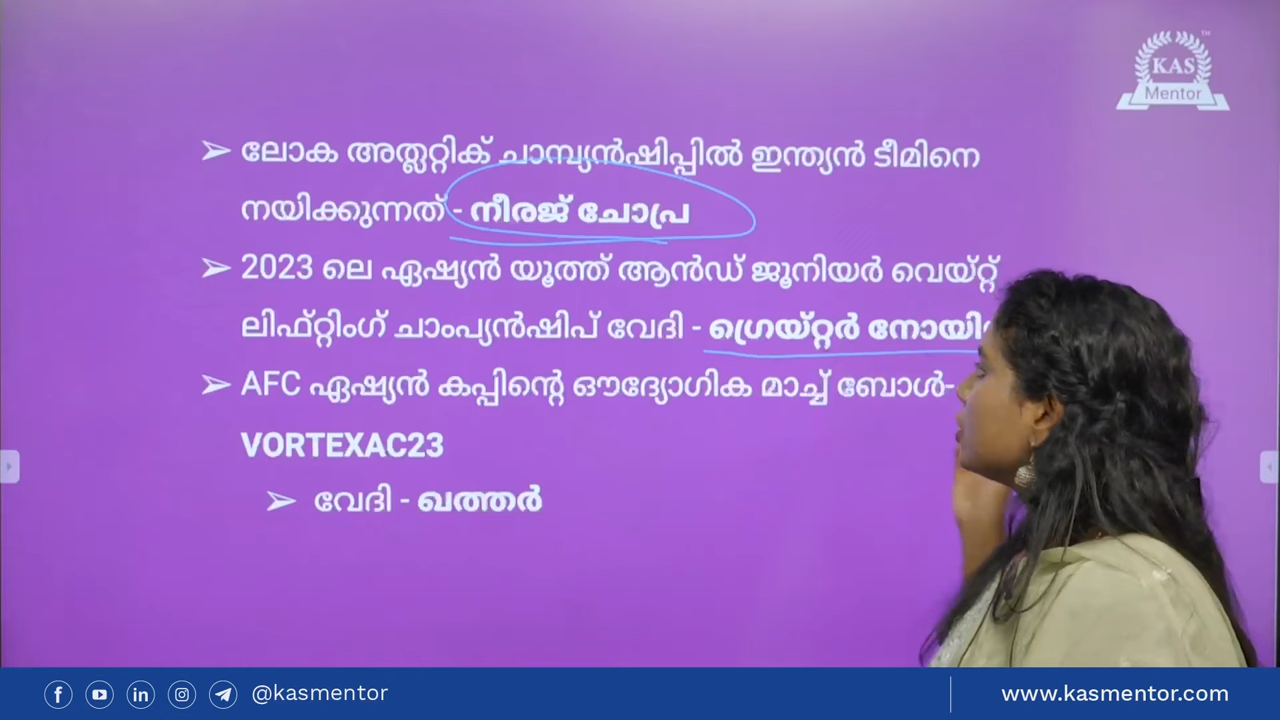 KAS
Mentor
TM
➢ ലോക അത്ലറ്റിക് ചാമ്പ്യൻഷിപ്പിൽ ഇന്ത്യൻ ടീമിനെ
നയിക്കുന്നത് - നീരജ് ചോപ്ര
➢ 2023 ലെ ഏഷ്യൻ യൂത്ത് ആൻഡ് ജൂനിയർ വെയ്റ്റ്
ലിഫ്റ്റിംഗ് ചാംപ്യൻഷിപ് വേദി - ഗ്രെയ്റ്റർ
➢ AFC ഏഷ്യൻ കപ്പിന്റെ ഔദ്യോഗിക മാച്ച് ബോൾ-
VORTEXAC23
➢ വേദി - ഖത്തർ
@kasmentor
www.kasmentor.com